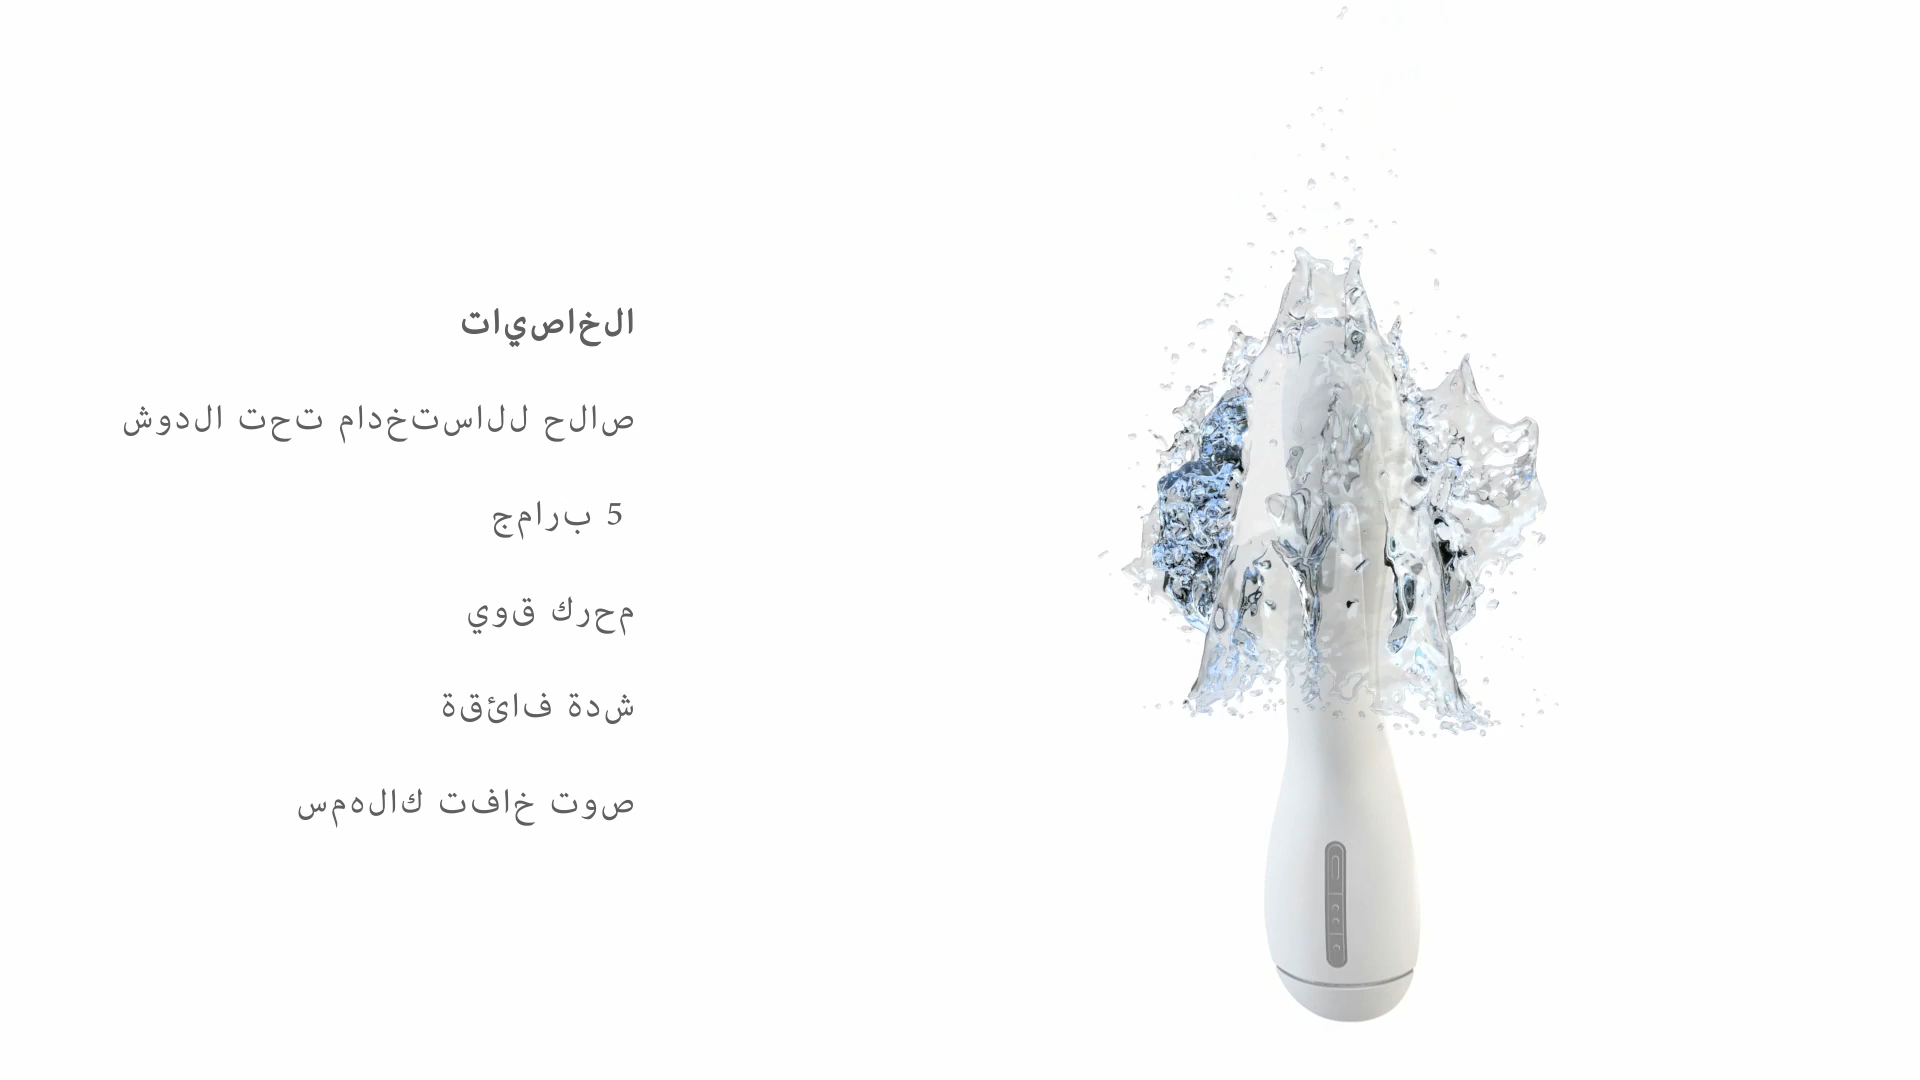 الخاصيات
صالح للاستخدام تحت الدوش
5 برامج
محرك قوي
شدة فائقة
صوت خافت كالهمس